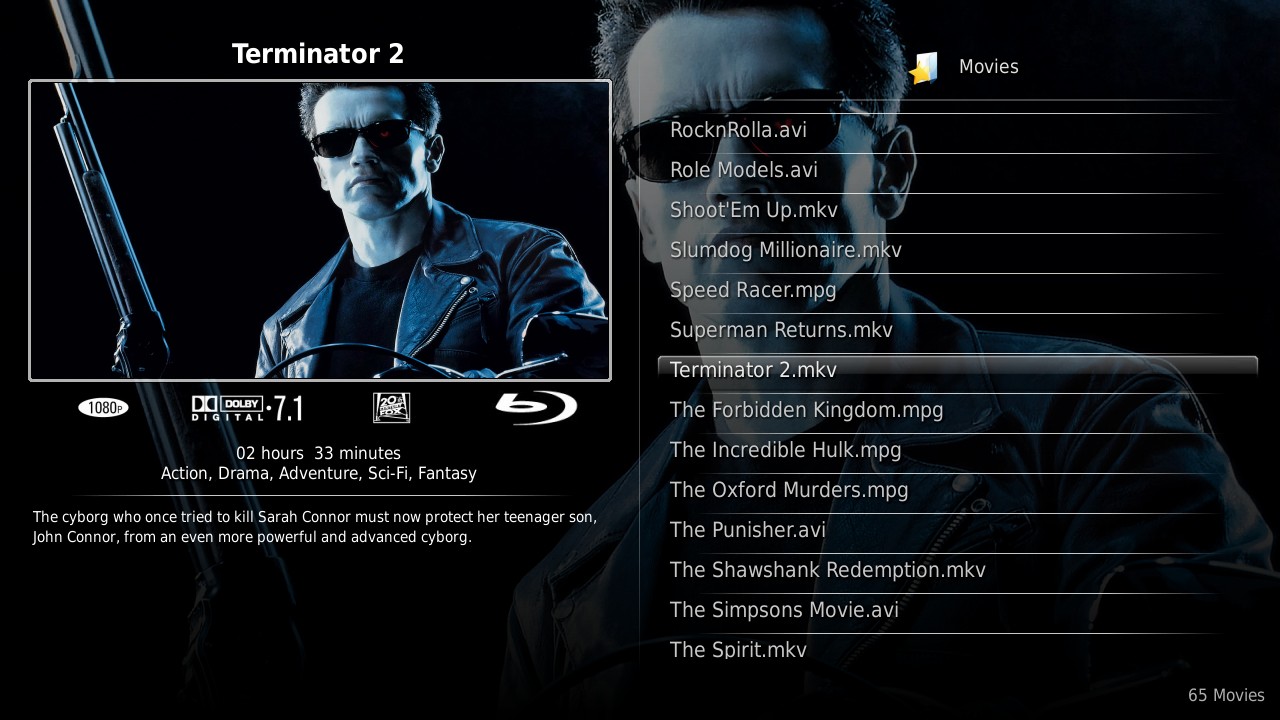 Terminator 2
1080P
DOLBY
DIGITAL ·7.1
20th
CENTURY
FOX
02 hours  33 minutes
Action, Drama, Adventure, Sci-Fi, Fantasy
The cyborg who once tried to kill Sarah Connor must now protect her teenager son,
John Connor, from an even more powerful and advanced cyborg.
Movies
RocknRolla.avi
Role Models.avi
Shoot'Em Up.mkv
Slumdog Millionaire.mkv
Speed Racer.mpg
Superman Returns.mkv
Terminator 2.mkv
The Forbidden Kingdom.mpg
The Incredible Hulk.mpg
The Oxford Murders.mpg
The Punisher.avi
The Shawshank Redemption.mkv
The Simpsons Movie.avi
The Spirit.mkv
65 Movies